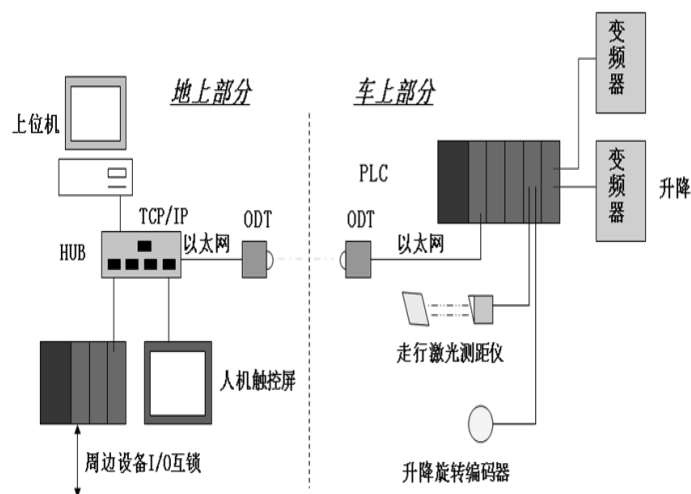 地上部分
车上部分
上位机
TCP/IP
HUB
以太网
ODT
ODT
以太网
PLC
变频器
变频器
升降
走行激光测距仪
升降旋转编码器
人机触控屏
周边设备I/O互锁